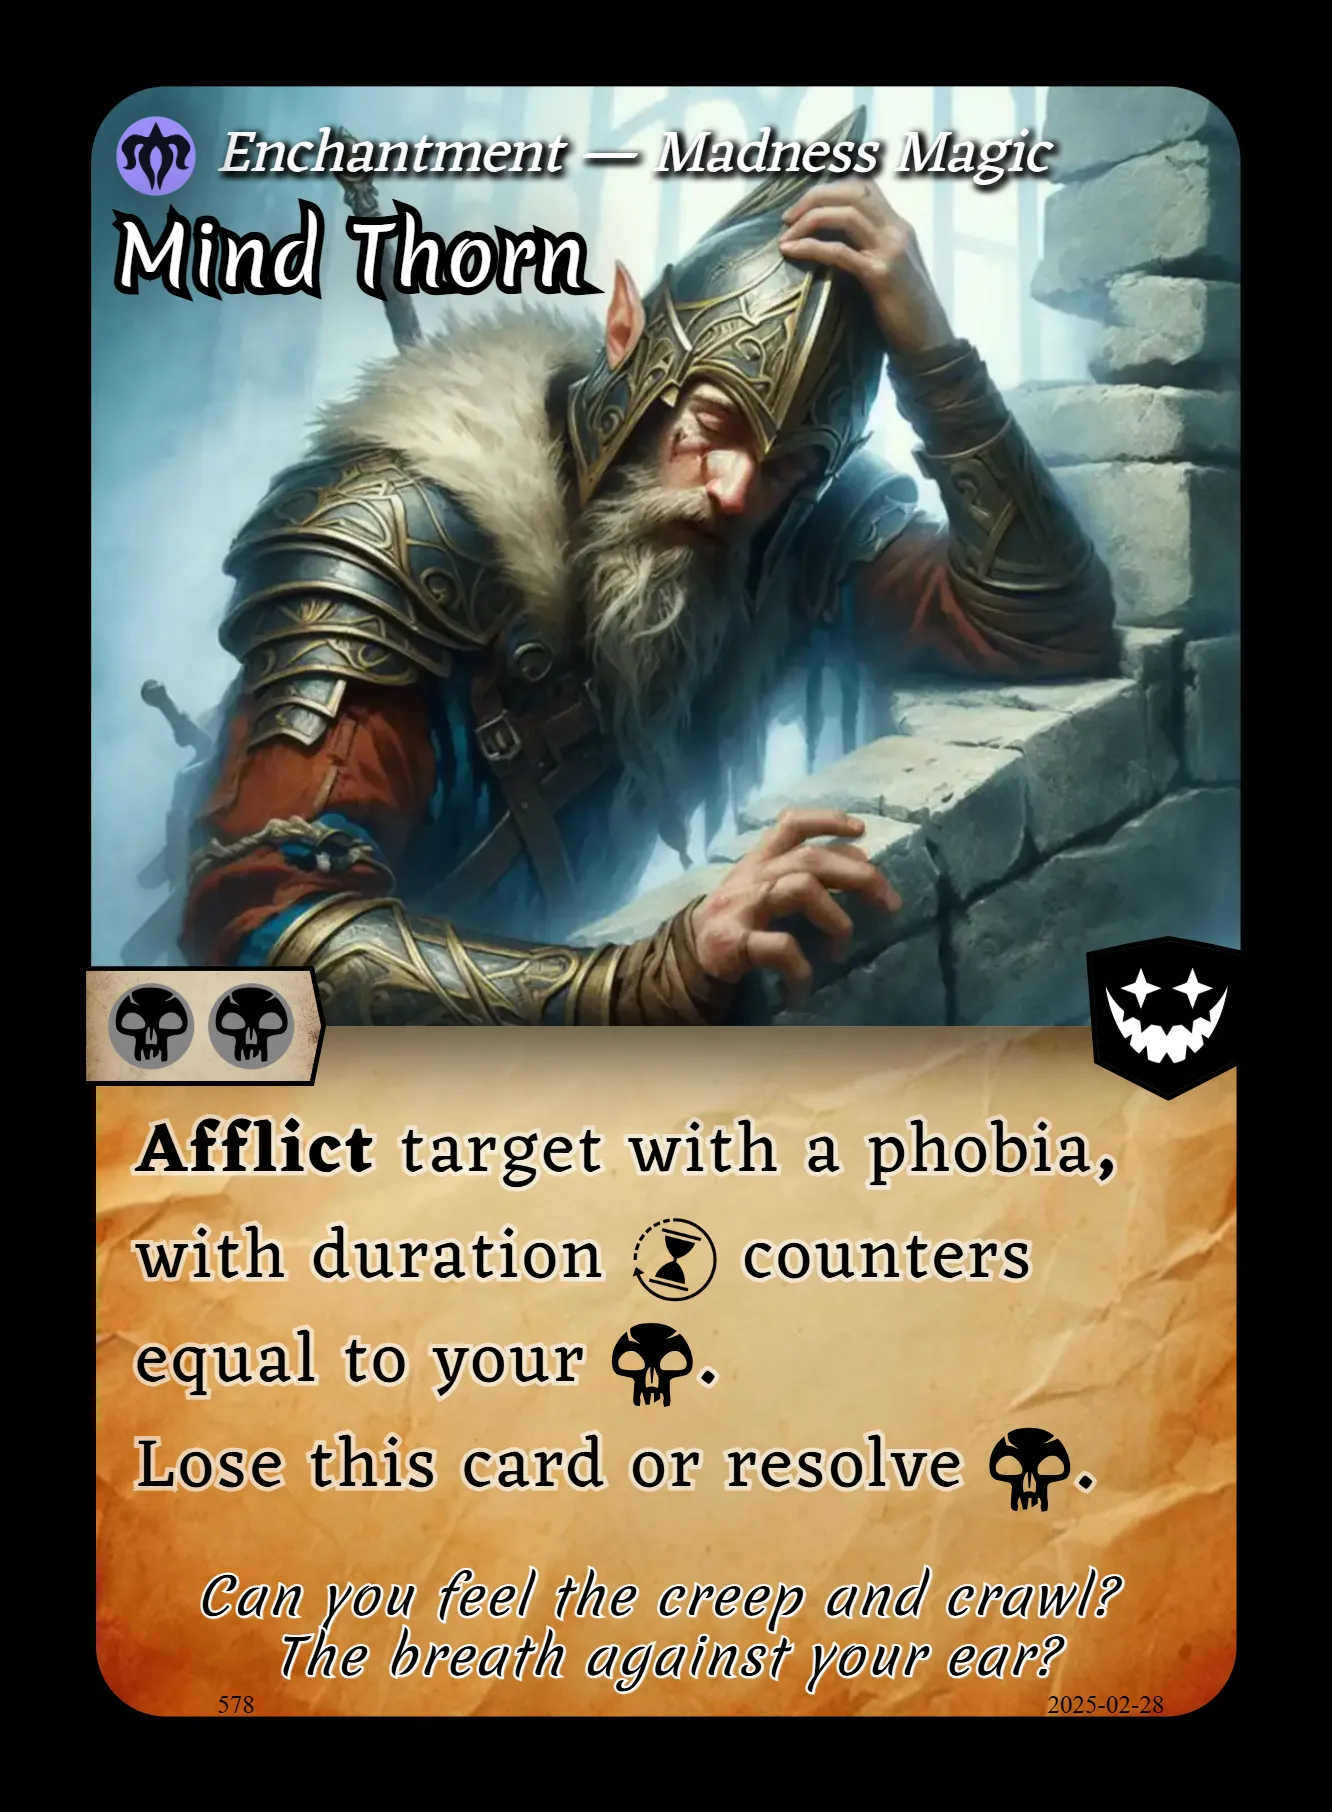 Enchantment — Madness Magic
Mind Thorn
Afflict target with a phobia,
with duration counters
equal to your .
Lose this card or resolve .
Can you feel the creep and crawl?
The breath against your ear?
578
2025-02-28